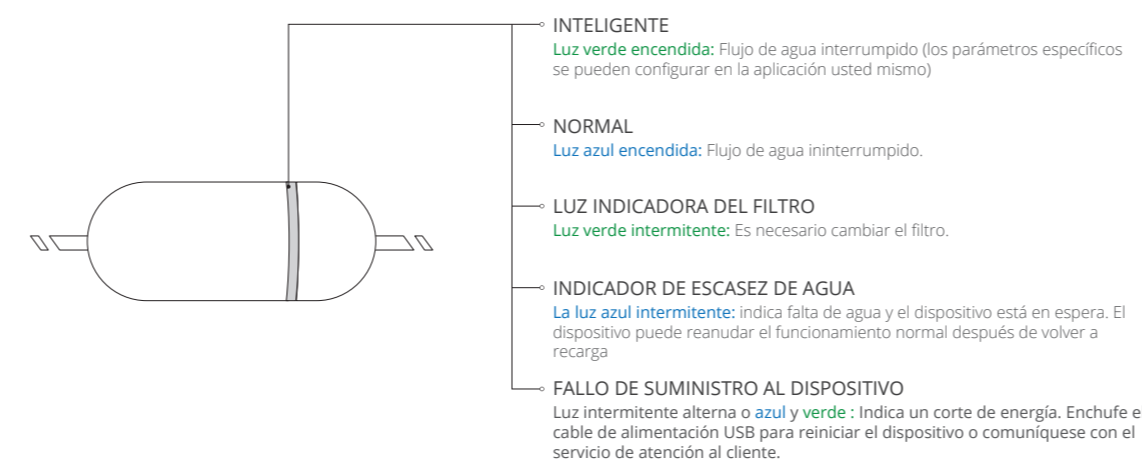 INTELIGENTE
Luz verde encendida: Flujo de agua interrumpido (los parámetros específicos
se pueden configurar en la aplicación usted mismo)
NORMAL
Luz azul encendida: Flujo de agua ininterrumpido.
LUZ INDICADORA DEL FILTRO
Luz verde intermitente: Es necesario cambiar el filtro.
INDICADOR DE ESCASEZ DE AGUA
La luz azul intermitente: indica falta de agua y el dispositivo está en espera. El
dispositivo puede reanudar el funcionamiento normal después de volver a
recarga
FALLO DE SUMINISTRO AL DISPOSITIVO
Luz intermitente alterna o azul y verde : Indica un corte de energía. Enchufe e
cable de alimentación USB para reiniciar el dispositivo o comuníquese con el
servicio de atención al cliente.